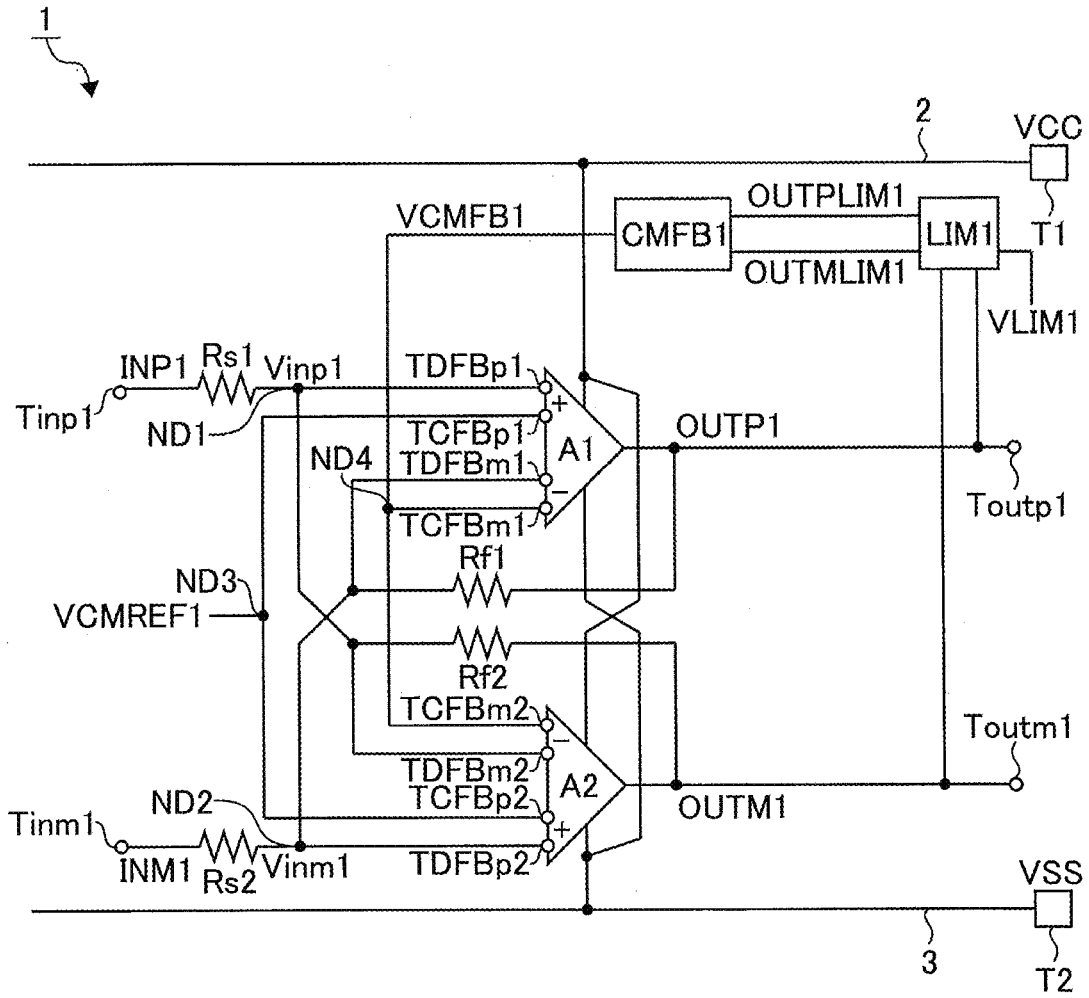 1
2
VCC
T1
VCMFB1
CMFB1
OUTPLIM1
OUTMLIM1
LIM1
VLIM1
INP1
Rs1
Vinp1
Tinp1
ND1
TDFBp1
+
TCFBp1
A1
OUTP1
ND4
TDFBm1
−
TCFBm1
Toutp1
Rf1
ND3
VCMREF1
Rf2
TCFBm2
−
TDFBm2
A2
Toutm1
ND2
TCFBp2
+
OUTM1
Tinm1
INM1
Rs2
Vinm1
TDFBp2
VSS
3
T2